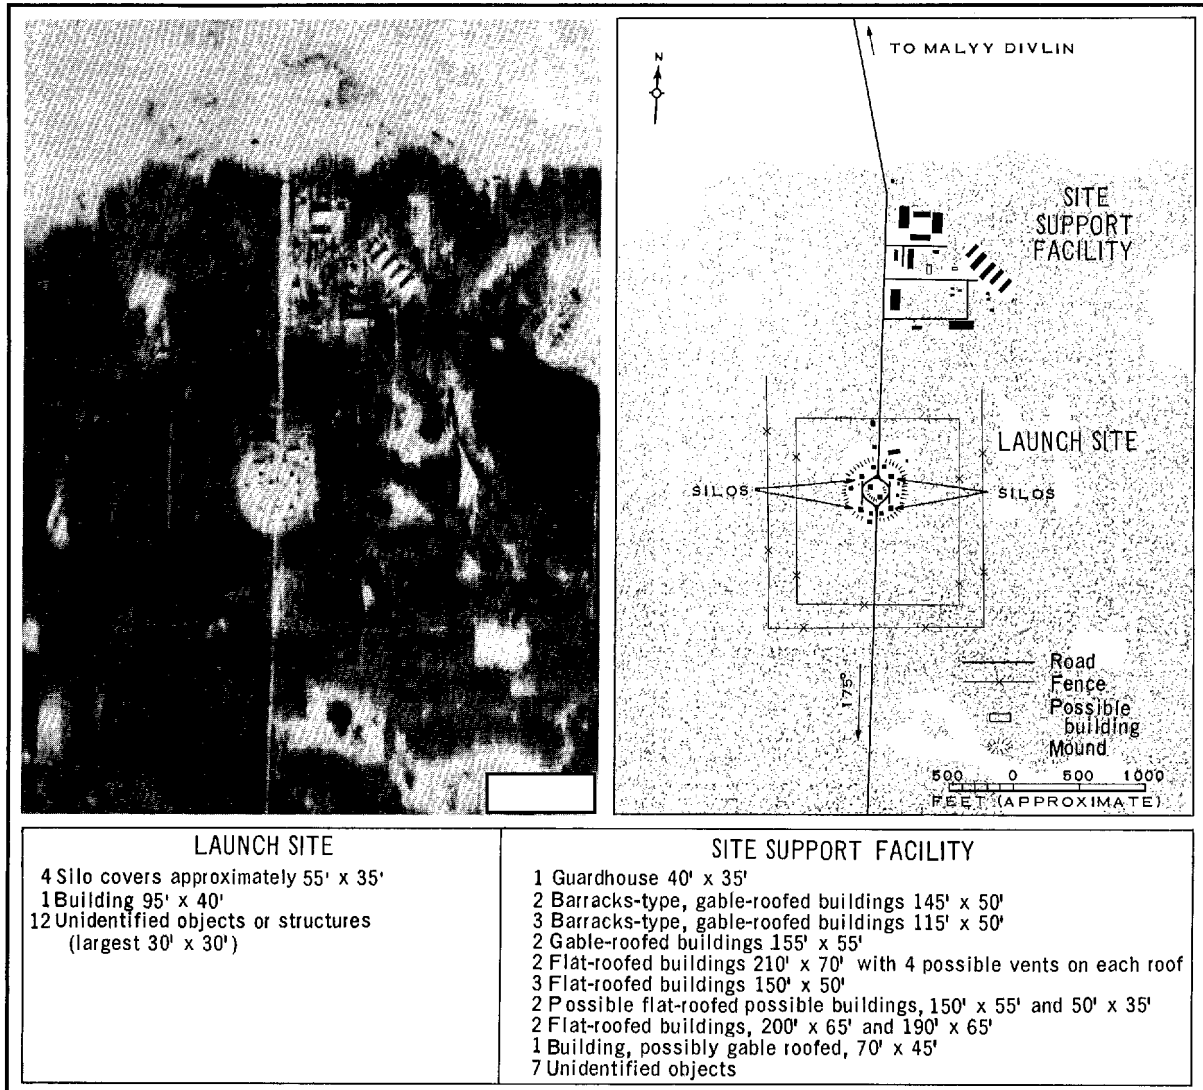 TO MALYY DIVLIN
N
SITE
SUPPORT
FACILITY
LAUNCH SITE
SILOS
SILOS
175°
Road
Fence
Possible
building
Mound
500 0 500 1000
FEET (APPROXIMATE)
LAUNCH SITE
4 Silo covers approximately 55' x 35'
1 Building 95' x 40'
12 Unidentified objects or structures
(largest 30' x 30')
SITE SUPPORT FACILITY
1 Guardhouse 40' x 35'
2 Barracks-type, gable-roofed buildings 145' x 50'
3 Barracks-type, gable-roofed buildings 115' x 50'
2 Gable-roofed buildings 155' x 55'
2 Flat-roofed buildings 210' x 70' with 4 possible vents on each roof
3 Flat-roofed buildings 150' x 50'
2 Possible flat-roofed possible buildings, 150' x 55' and 50' x 35'
2 Flat-roofed buildings, 200' x 65' and 190' x 65'
1 Building, possibly gable roofed, 70' x 45'
7 Unidentified objects